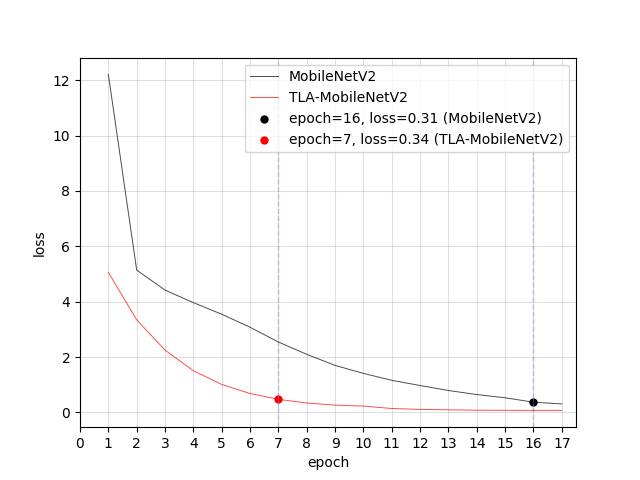 MobileNetV2
TLA-MobileNetV2
epoch=16, loss=0.31 (MobileNetV2)
epoch=7, loss=0.34 (TLA-MobileNetV2)
12
10
8
6
4
2
0
loss
0 1 2 3 4 5 6 7 8 9 10 11 12 13 14 15 16 17
epoch